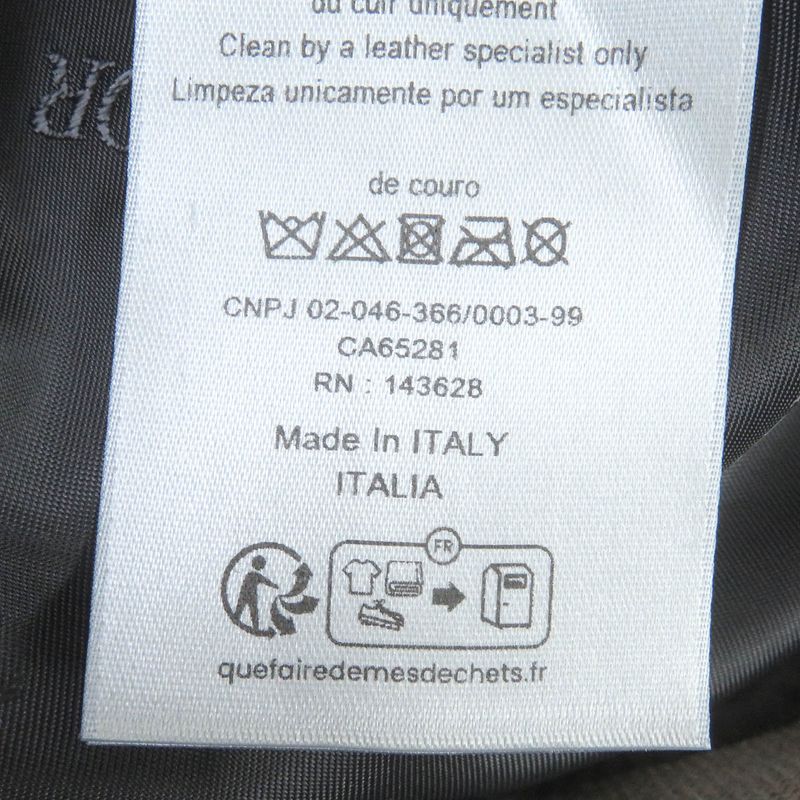 ou cuir uniquement
Clean by a leather specialist only
Limpeza unicamente por um especialista
de couro
CNPJ 02-046-366/0003-99
CA65281
RN : 143628
Made In ITALY
ITALIA
FR
quefairedemesdechets.fr